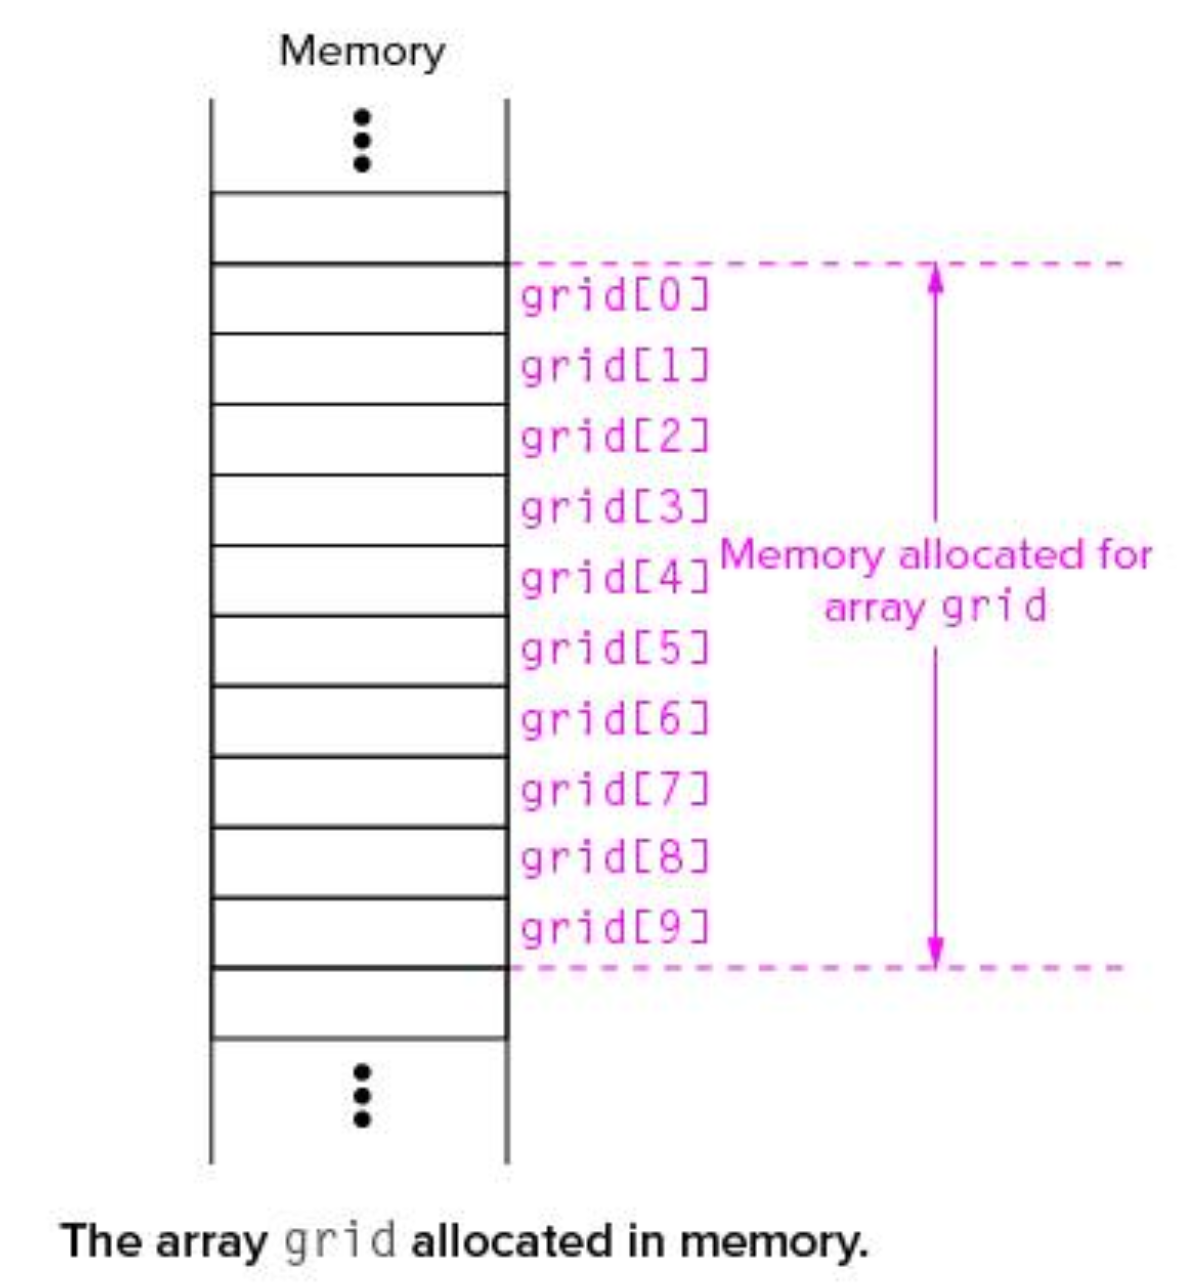 Memory
grid[0]
grid[1]
grid[2]
grid[3]
grid[4]
grid[5]
grid[6]
grid[7]
grid[8]
grid[9]
Memory allocated for
array grid
The array grid allocated in memory.